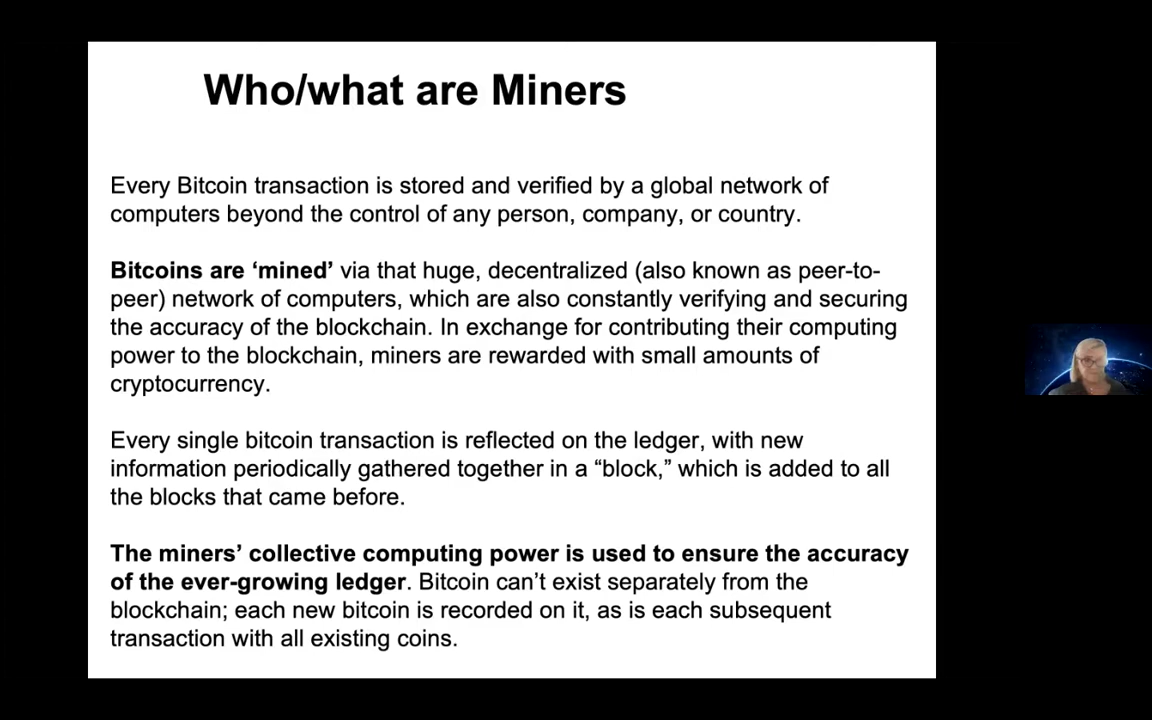 Who/what are Miners
Every Bitcoin transaction is stored and verified by a global network of
computers beyond the control of any person, company, or country.
Bitcoins are ‘mined’ via that huge, decentralized (also known as peer-to-
peer) network of computers, which are also constantly verifying and securing
the accuracy of the blockchain. In exchange for contributing their computing
power to the blockchain, miners are rewarded with small amounts of
cryptocurrency.
Every single bitcoin transaction is reflected on the ledger, with new
information periodically gathered together in a “block,” which is added to all
the blocks that came before.
The miners’ collective computing power is used to ensure the accuracy
of the ever-growing ledger. Bitcoin can’t exist separately from the
blockchain; each new bitcoin is recorded on it, as is each subsequent
transaction with all existing coins.